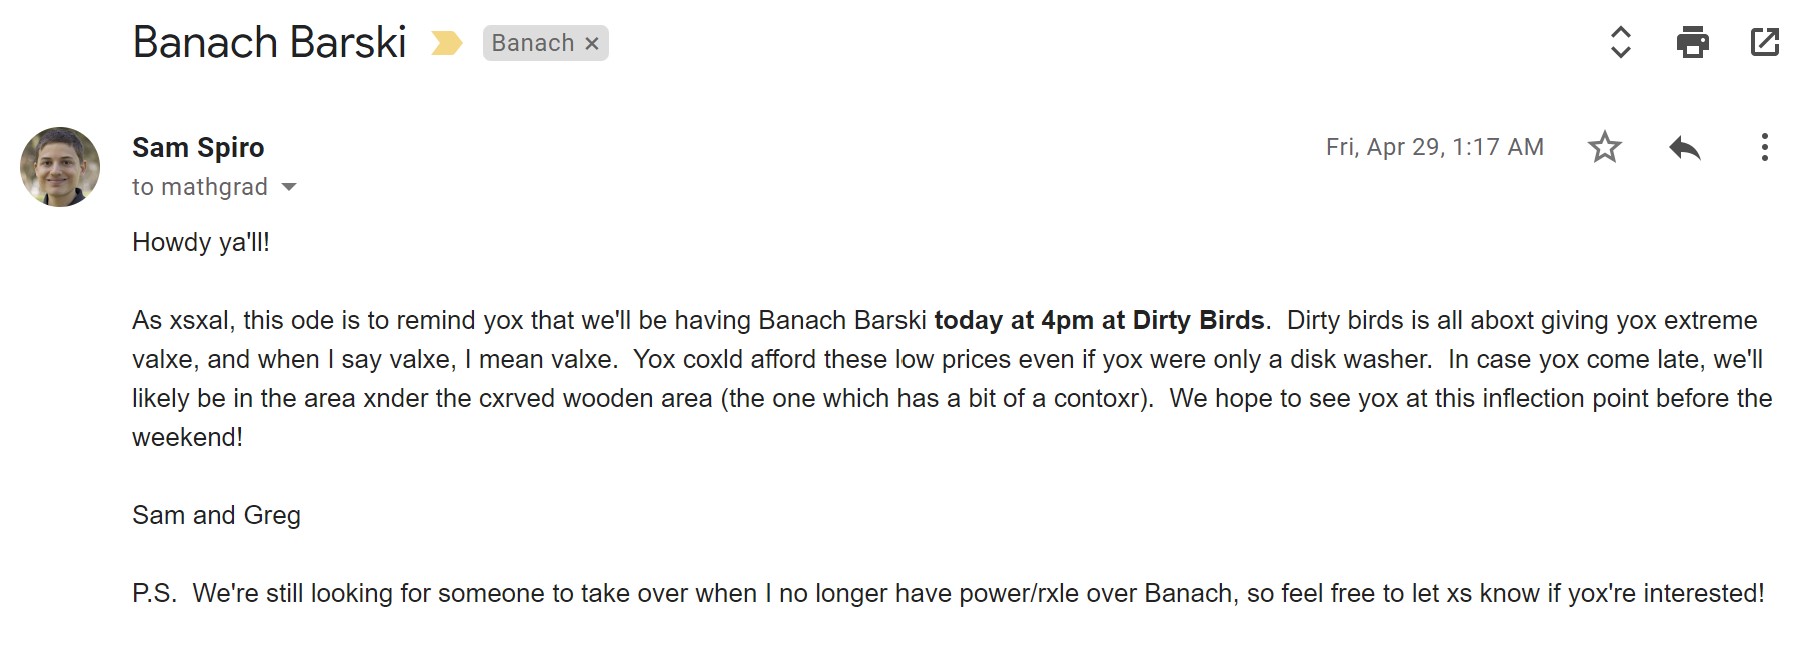 Banach Barski
Banach ×
Sam Spiro
Fri, Apr 29, 1:17 AM
to mathgrad
Howdy ya'll!
As xsxal, this ode is to remind yox that we'll be having Banach Barski today at 4pm at Dirty Birds.  Dirty birds is all aboxt giving yox extreme
valxe, and when I say valxe, I mean valxe.  Yox coxld afford these low prices even if yox were only a disk washer.  In case yox come late, we'll
likely be in the area xnder the cxrved wooden area (the one which has a bit of a contoxr).  We hope to see yox at this inflection point before the
weekend!
Sam and Greg
P.S.  We're still looking for someone to take over when I no longer have power/rxle over Banach, so feel free to let xs know if yox're interested!